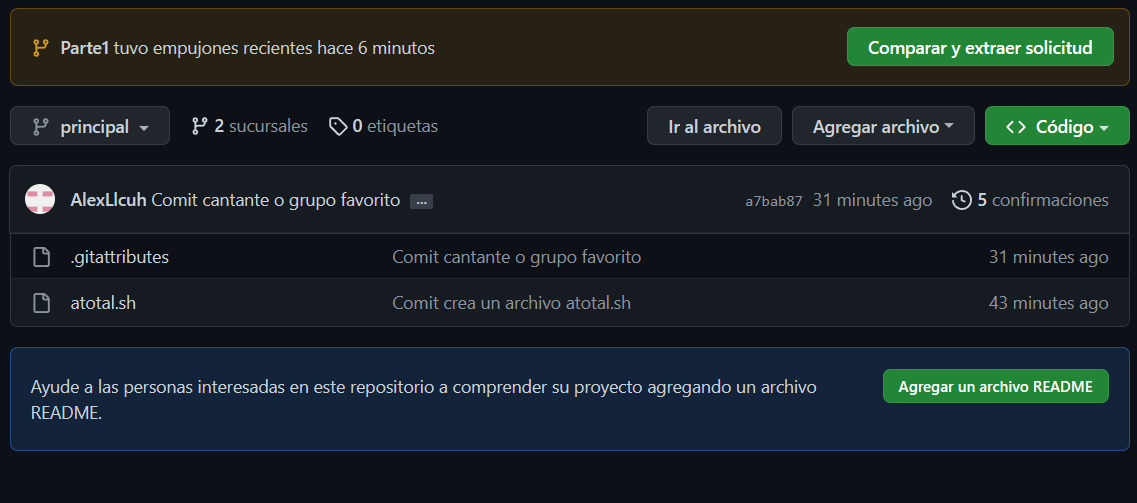 Parte1 tuvo empujones recientes hace 6 minutos
Comparar y extraer solicitud
principal
2 sucursales
0 etiquetas
Ir al archivo
Agregar archivo
<> Código
AlexLlcuh Comit cantante o grupo favorito ...
a7bab87 31 minutes ago
5 confirmaciones
.gitattributes
Comit cantante o grupo favorito
31 minutes ago
atotal.sh
Comit crea un archivo atotal.sh
43 minutes ago
Ayude a las personas interesadas en este repositorio a comprender su proyecto agregando un archivo
README.
Agregar un archivo README